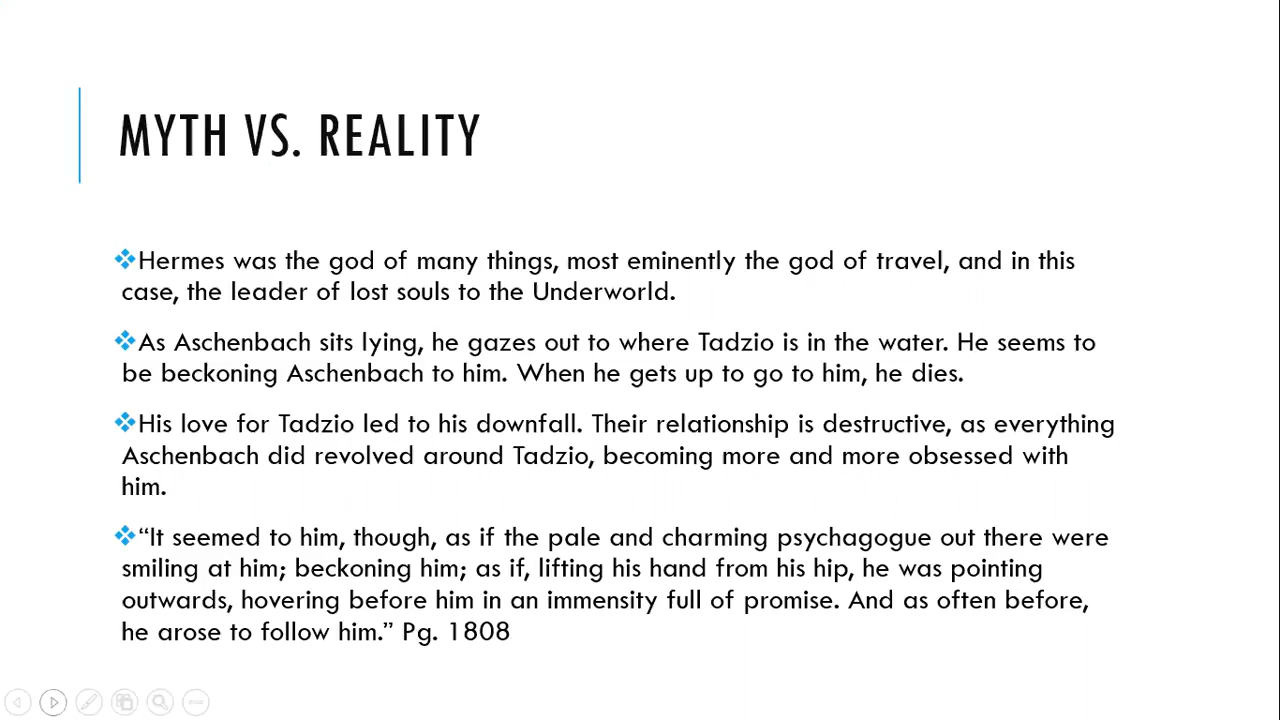 MYTH VS. REALITY
❖Hermes was the god of many things, most eminently the god of travel, and in this
case, the leader of lost souls to the Underworld.
❖As Aschenbach sits lying, he gazes out to where Tadzio is in the water. He seems to
be beckoning Aschenbach to him. When he gets up to go to him, he dies.
❖His love for Tadzio led to his downfall. Their relationship is destructive, as everything
Aschenbach did revolved around Tadzio, becoming more and more obsessed with
him.
❖“It seemed to him, though, as if the pale and charming psychagogue out there were
smiling at him; beckoning him; as if, lifting his hand from his hip, he was pointing
outwards, hovering before him in an immensity full of promise. And as often before,
he arose to follow him.” Pg. 1808